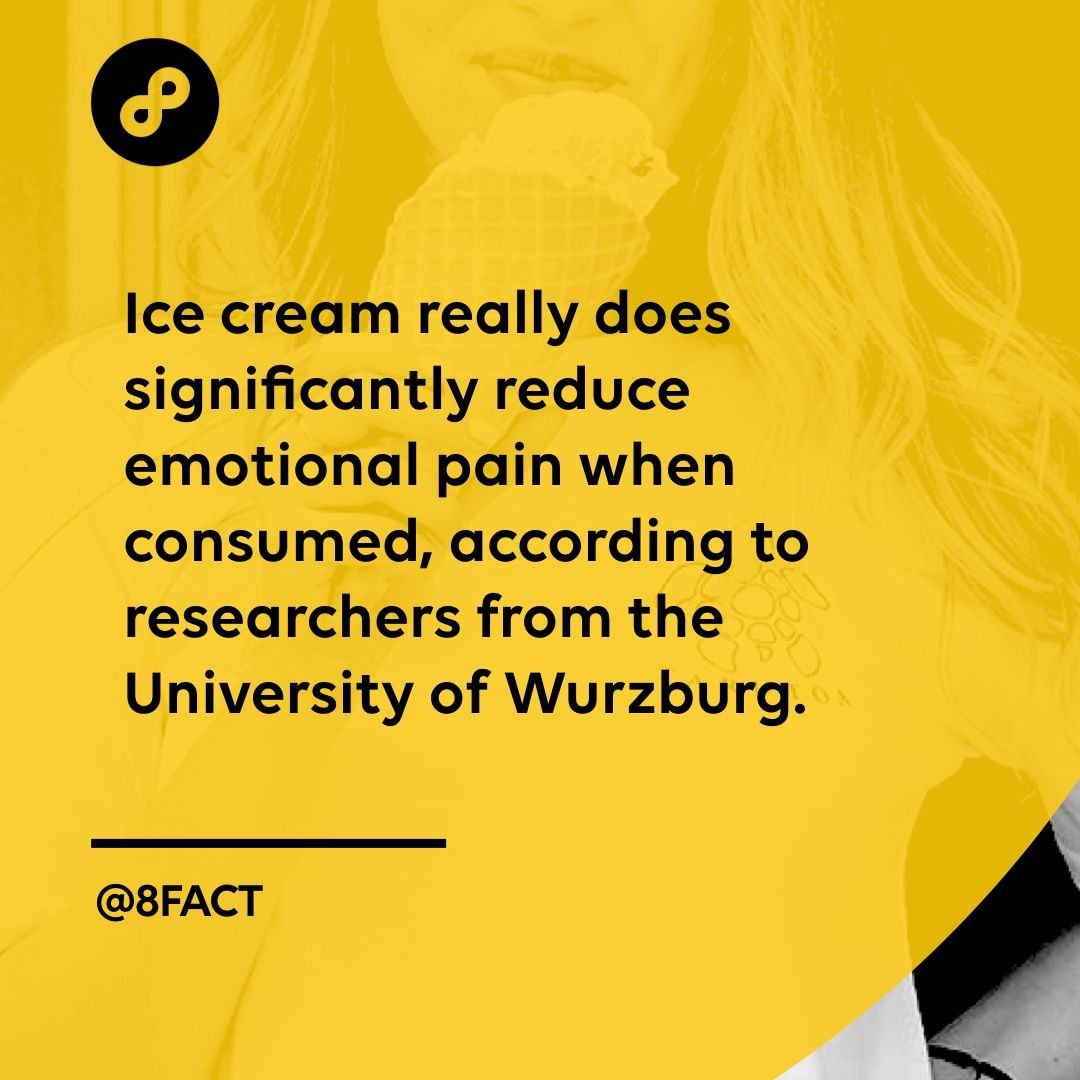 Ice cream really does
significantly reduce
emotional pain when
consumed, according to
researchers from the
University of Wurzburg.
@8FACT